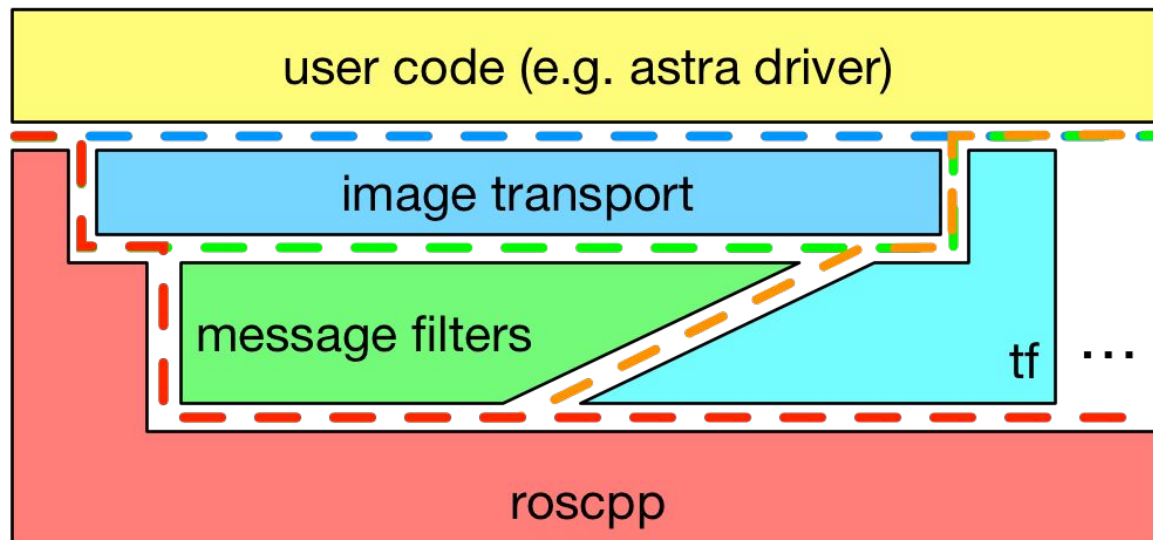 user code (e.g. astra driver)
image transport
message filters
tf ...
roscpp